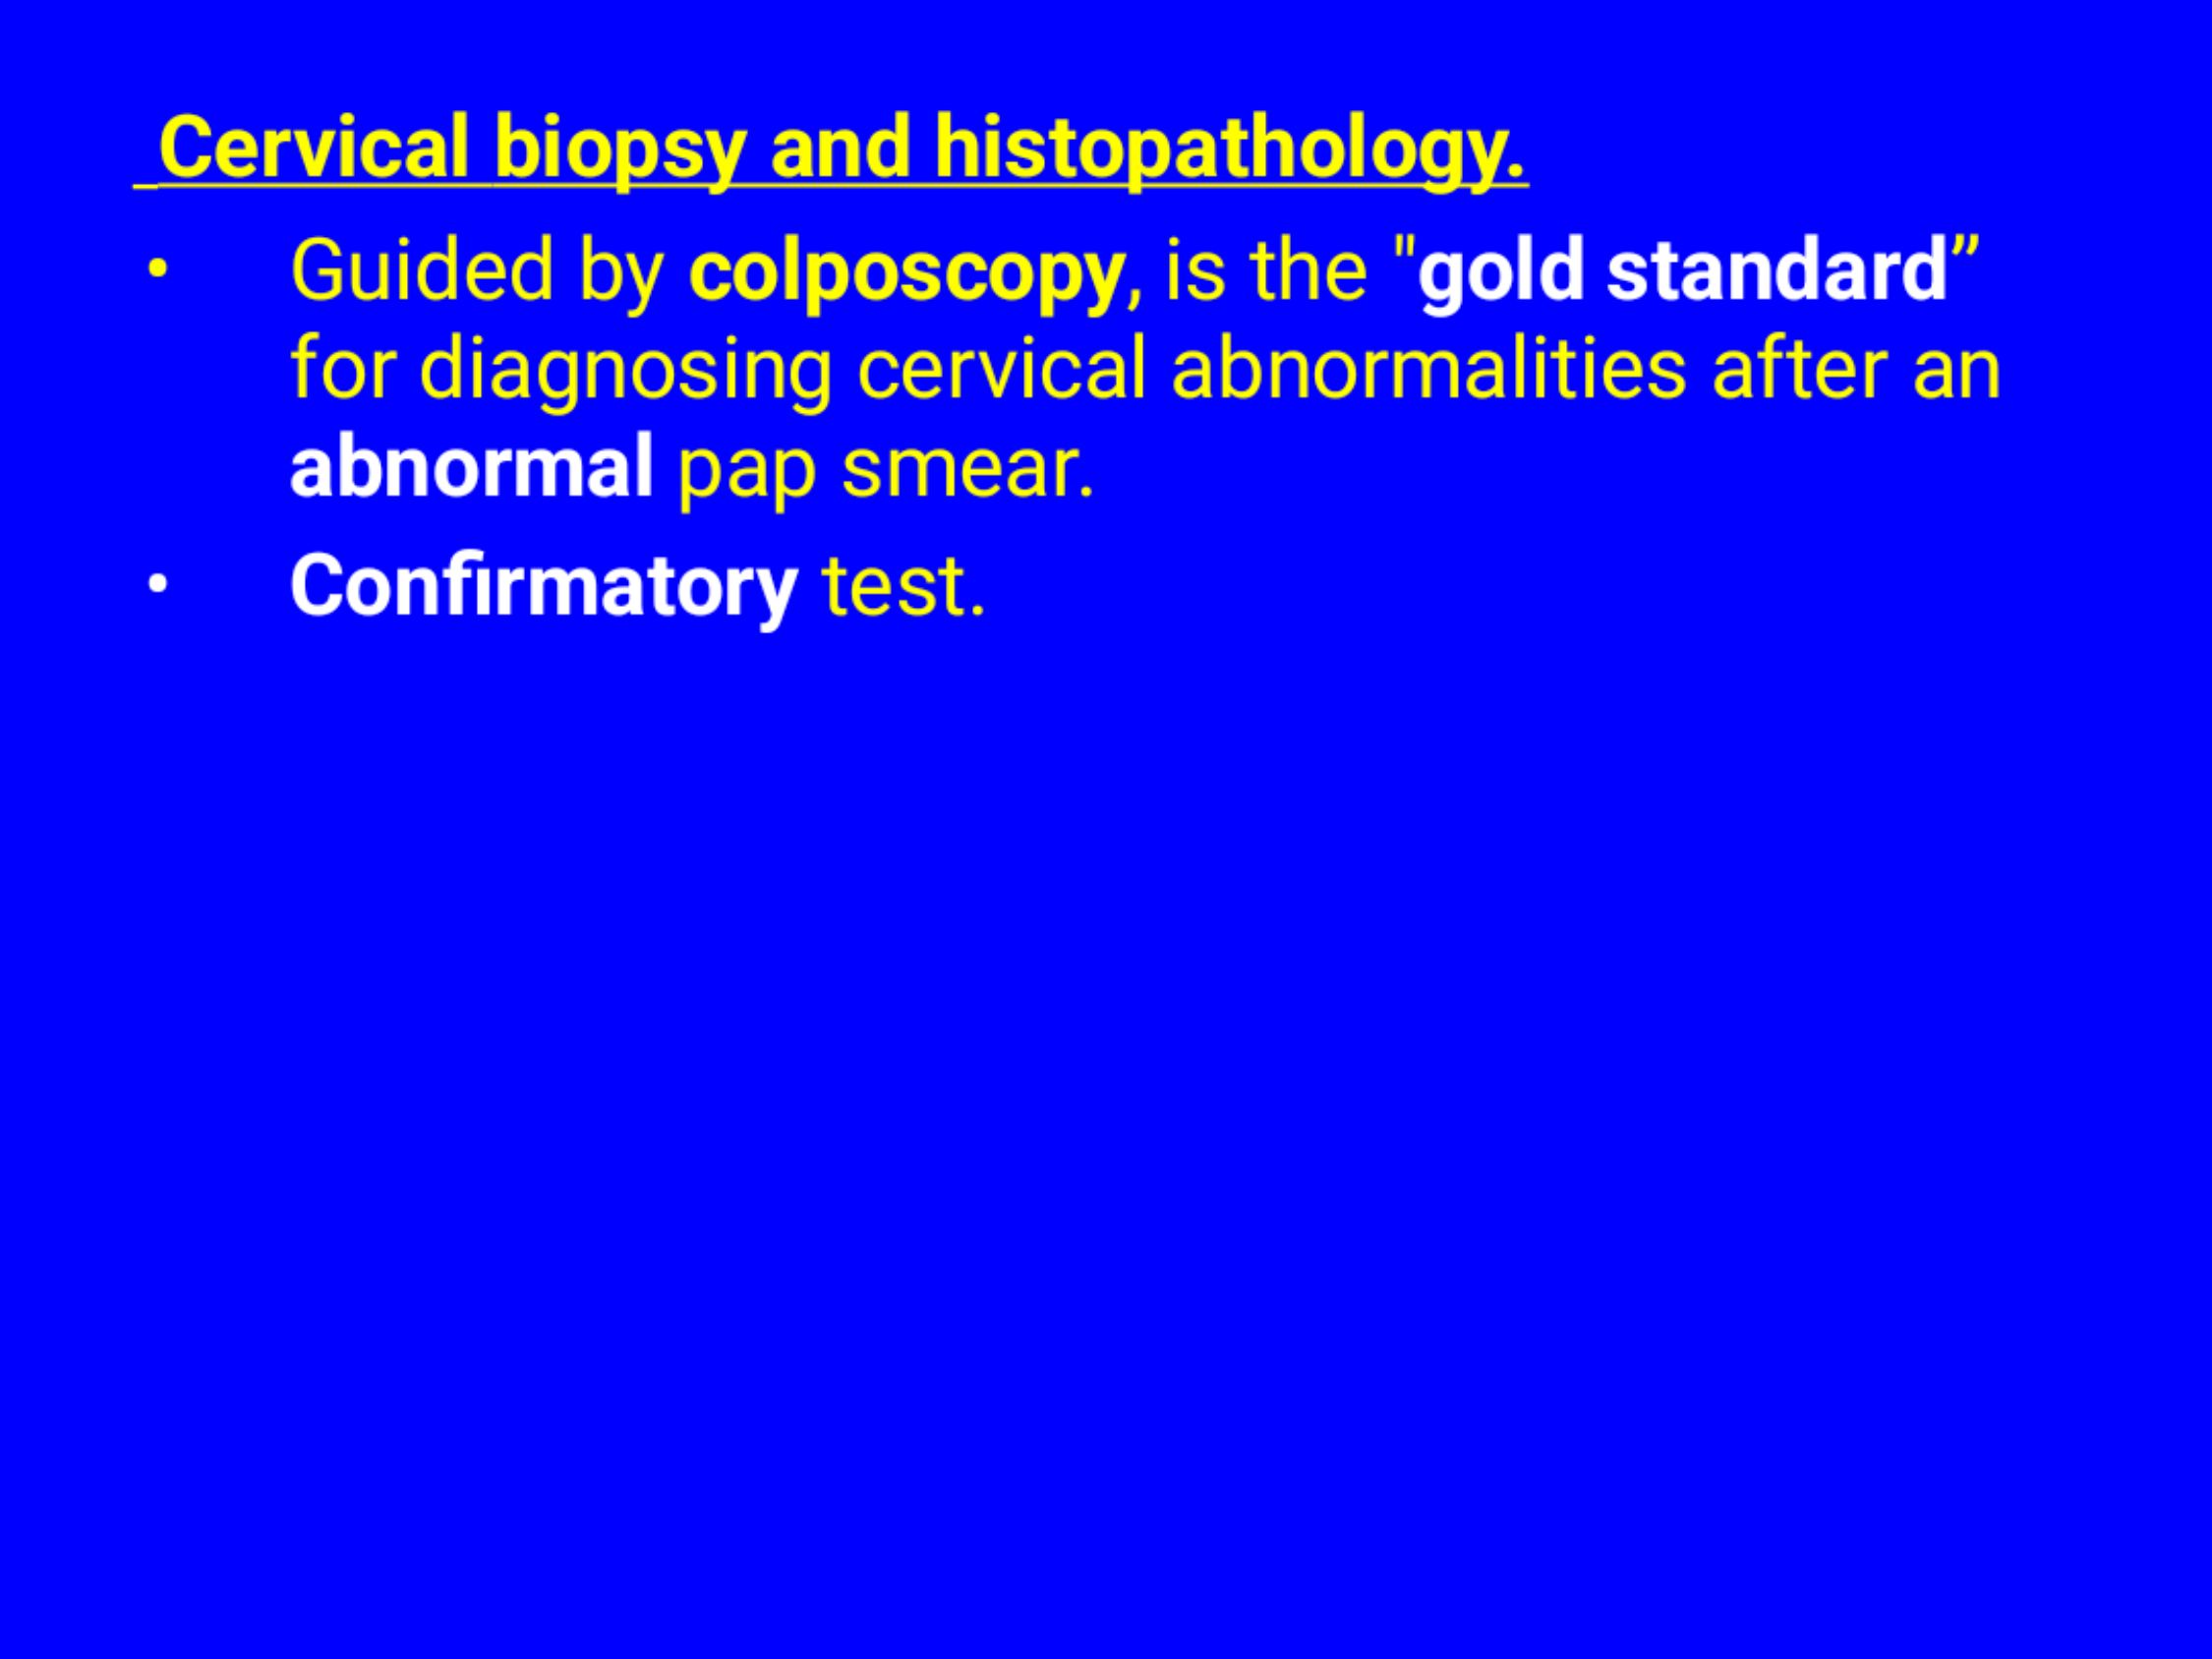 Cervical biopsy and histopathology.
• Guided by colposcopy, is the "gold standard”
for diagnosing cervical abnormalities after an
abnormal pap smear.
• Confirmatory test.